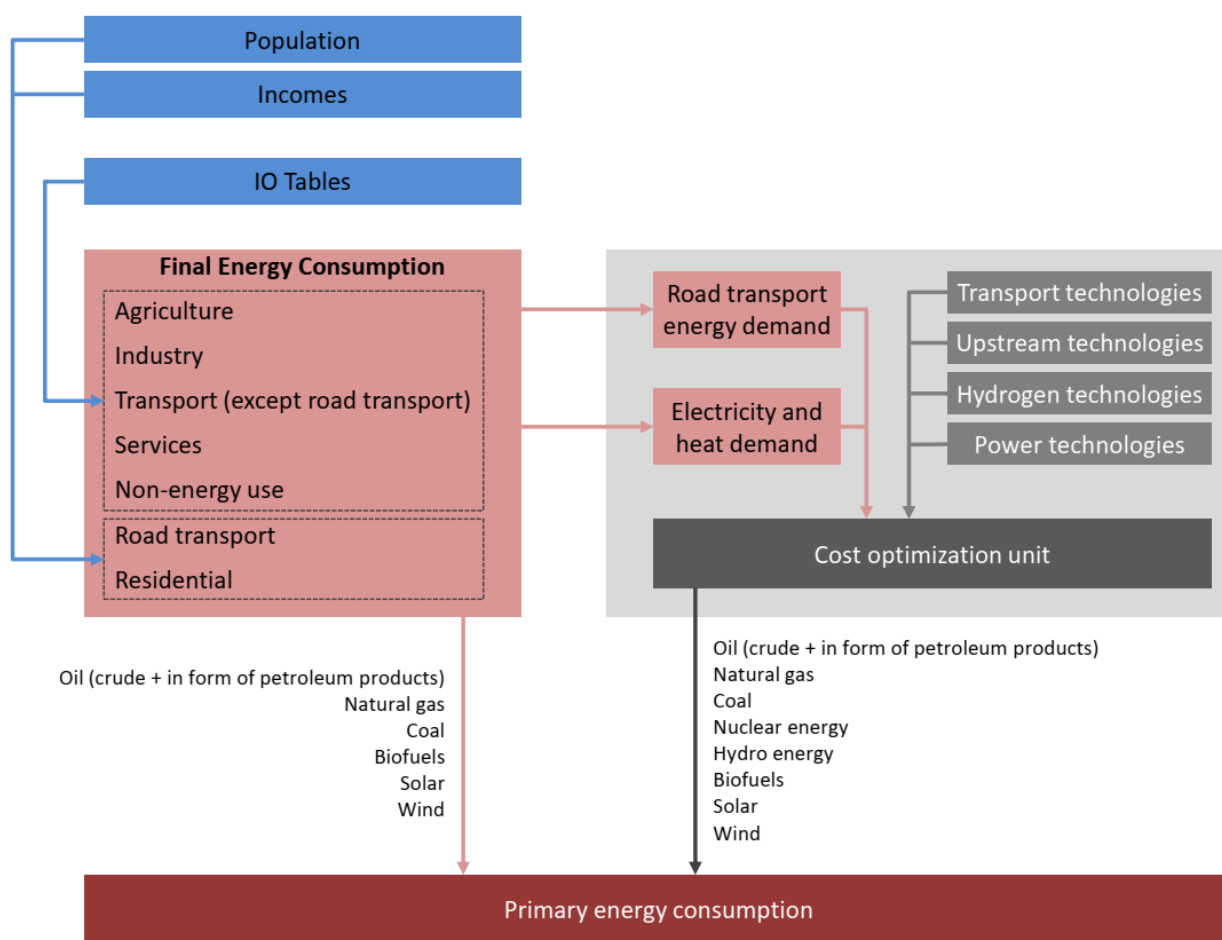 Population
Incomes
IO Tables
Final Energy Consumption
Agriculture
Industry
Transport (except road transport)
Services
Non-energy use
Road transport
Residential
Road transport
energy demand
Electricity and
heat demand
Transport technologies
Upstream technologies
Hydrogen technologies
Power technologies
Cost optimization unit
Oil (crude + in form of petroleum products)
Natural gas
Coal
Biofuels
Solar
Wind
Oil (crude + in form of petroleum products)
Natural gas
Coal
Nuclear energy
Hydro energy
Biofuels
Solar
Wind
Primary energy consumption